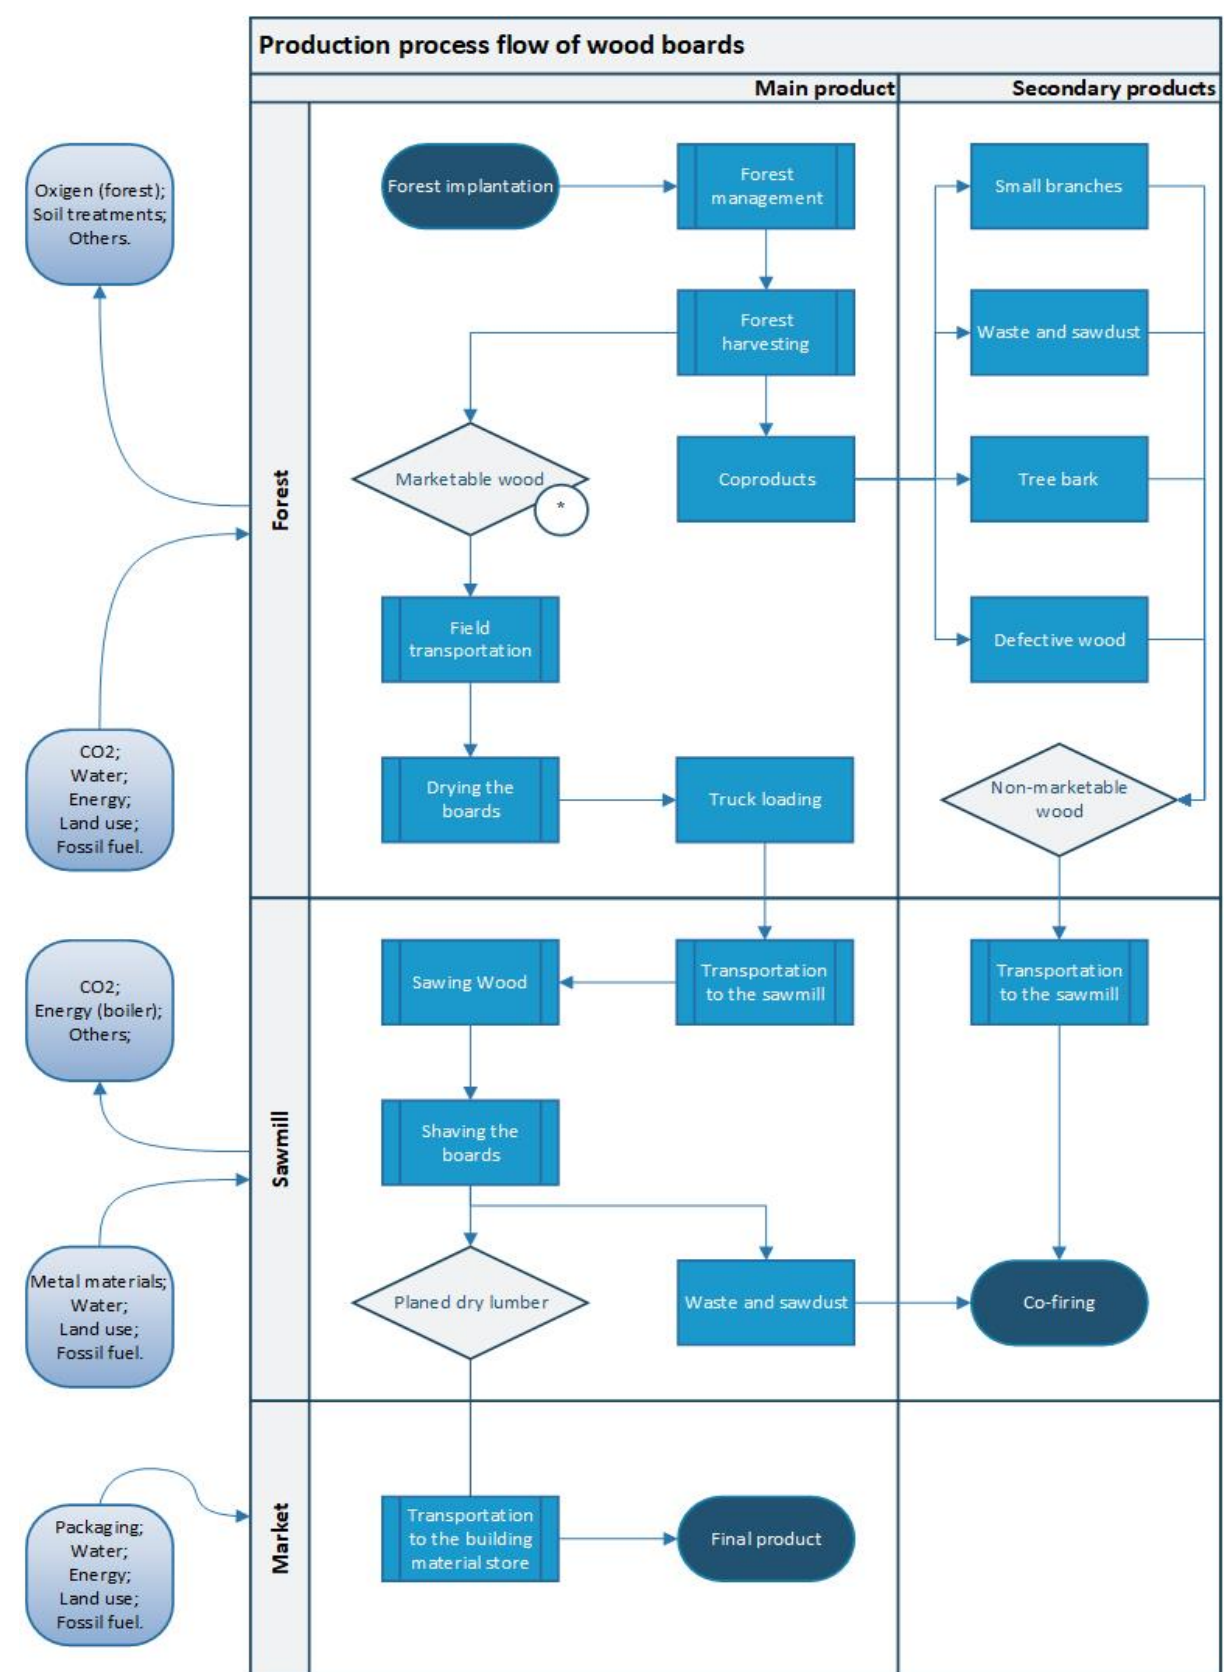 Production process flow of wood boards
Main product
Secondary products
Oxigen (forest);
Soil treatments;
Others.
Forest implantation
Forest
management
Small branches
Forest
harvesting
Waste and sawdust
Forest
Marketable wood
*
Coproducts
Tree bark
Field
transportation
Defective wood
CO2;
Water;
Energy;
Land use;
Fossil fuel.
Drying the
boards
Truck loading
Non-marketable
wood
CO2;
Energy (boiler);
Others;
Sawing Wood
Transportation
to the sawmill
Transportation
to the sawmill
Sawmill
Shaving the
boards
Metal materials;
Water;
Land use;
Fossil fuel.
Planed dry lumber
Waste and sawdust
Co-firing
Packaging;
Water;
Energy;
Land use;
Fossil fuel.
Market
Transportation
to the building
material store
Final product